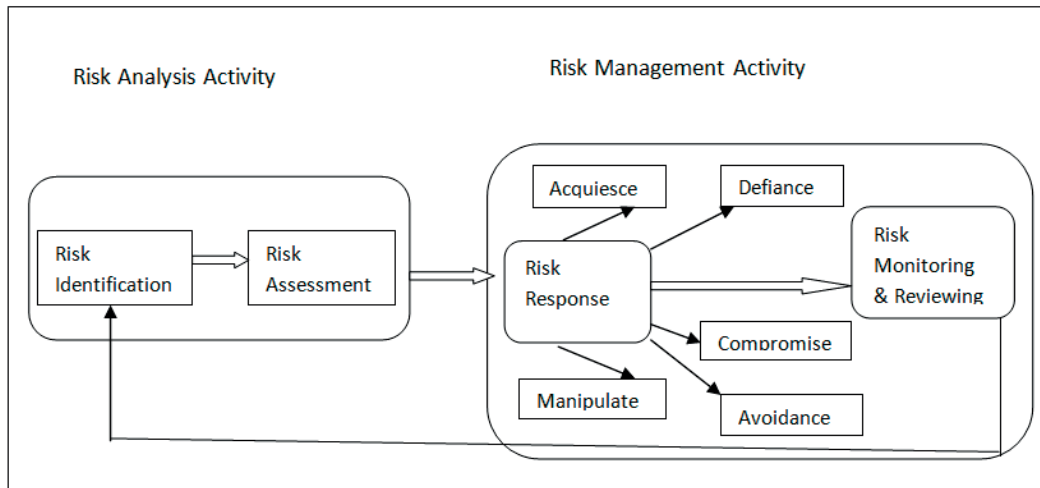 Risk Analysis Activity
Risk Management Activity
Acquiesce
Defiance
Risk
Identification
Risk
Assessment
Risk
Response
Risk
Monitoring
& Reviewing
Compromise
Manipulate
Avoidance